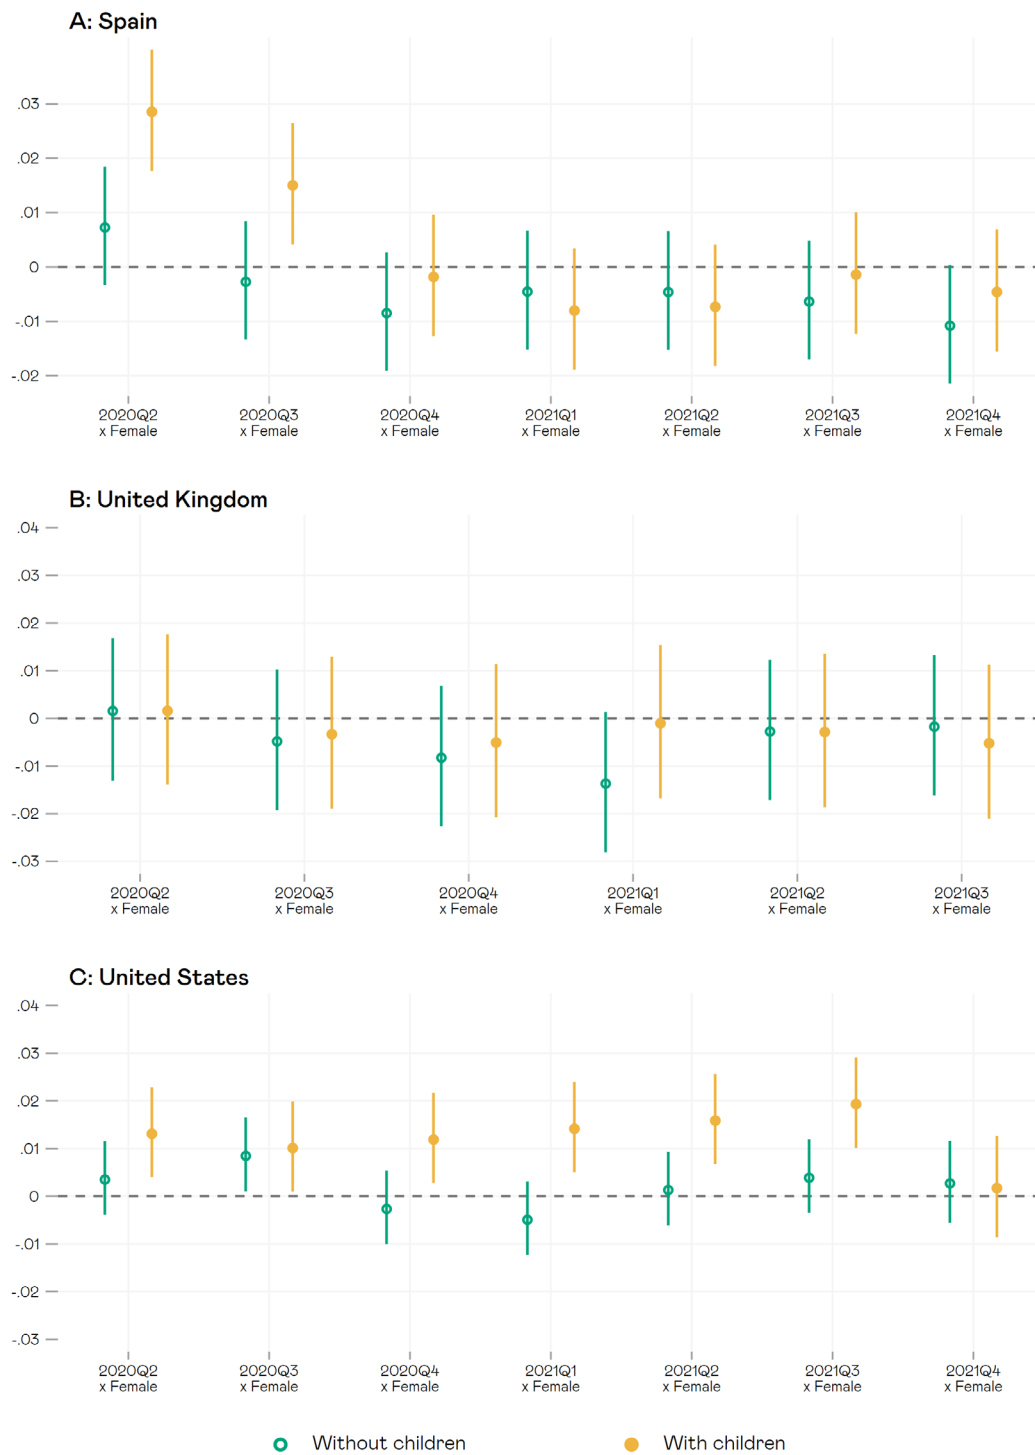 A: Spain
.03
.02
.01
0
-.01
-.02
2020Q2 2020Q3 2020Q4 2021Q1 2021Q2 2021Q3 2021Q4
x Female x Female x Female x Female x Female x Female x Female
B: United Kingdom
.04
.03
.02
.01
0
-.01
-.02
-.03
2020Q2 2020Q3 2020Q4 2021Q1 2021Q2 2021Q3
x Female x Female x Female x Female x Female x Female
C: United States
.04
.03
.02
.01
0
-.01
-.02
-.03
2020Q2 2020Q3 2020Q4 2021Q1 2021Q2 2021Q3 2021Q4
x Female x Female x Female x Female x Female x Female x Female
Without children With children